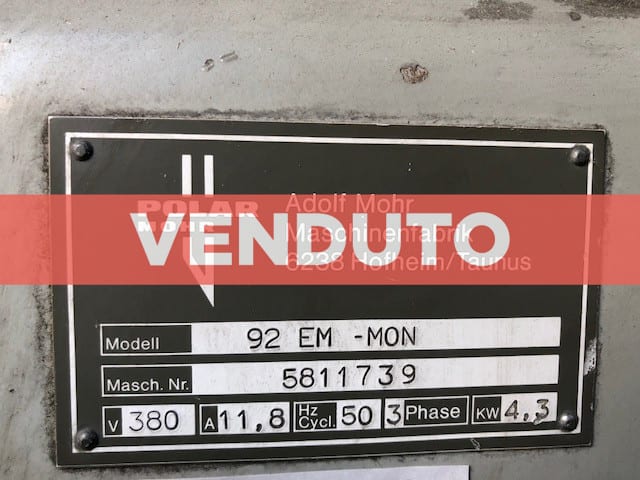 POLAR
MOHR
Adolf Mohr
Maschinenfabrik
6238 Hofheim/Taunus
VENDUTO
Modell 92 EM -MON
Masch. Nr. 5811739
V 380 A 11,8 Hz Cycl. 50 3 Phase KW 4,3